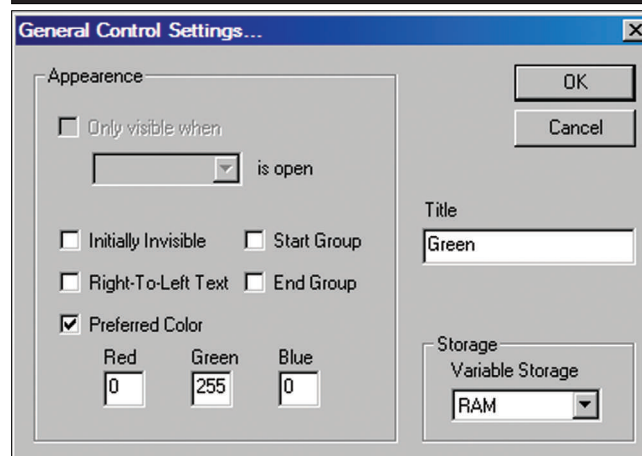 General Control Settings...
Appearence
Only visible when
is open
Initially Invisible
Start Group
Right-To-Left Text
End Group
Preferred Color
Red Green Blue
0 255 0
OK
Cancel
Title
Green
Storage
Variable Storage
RAM